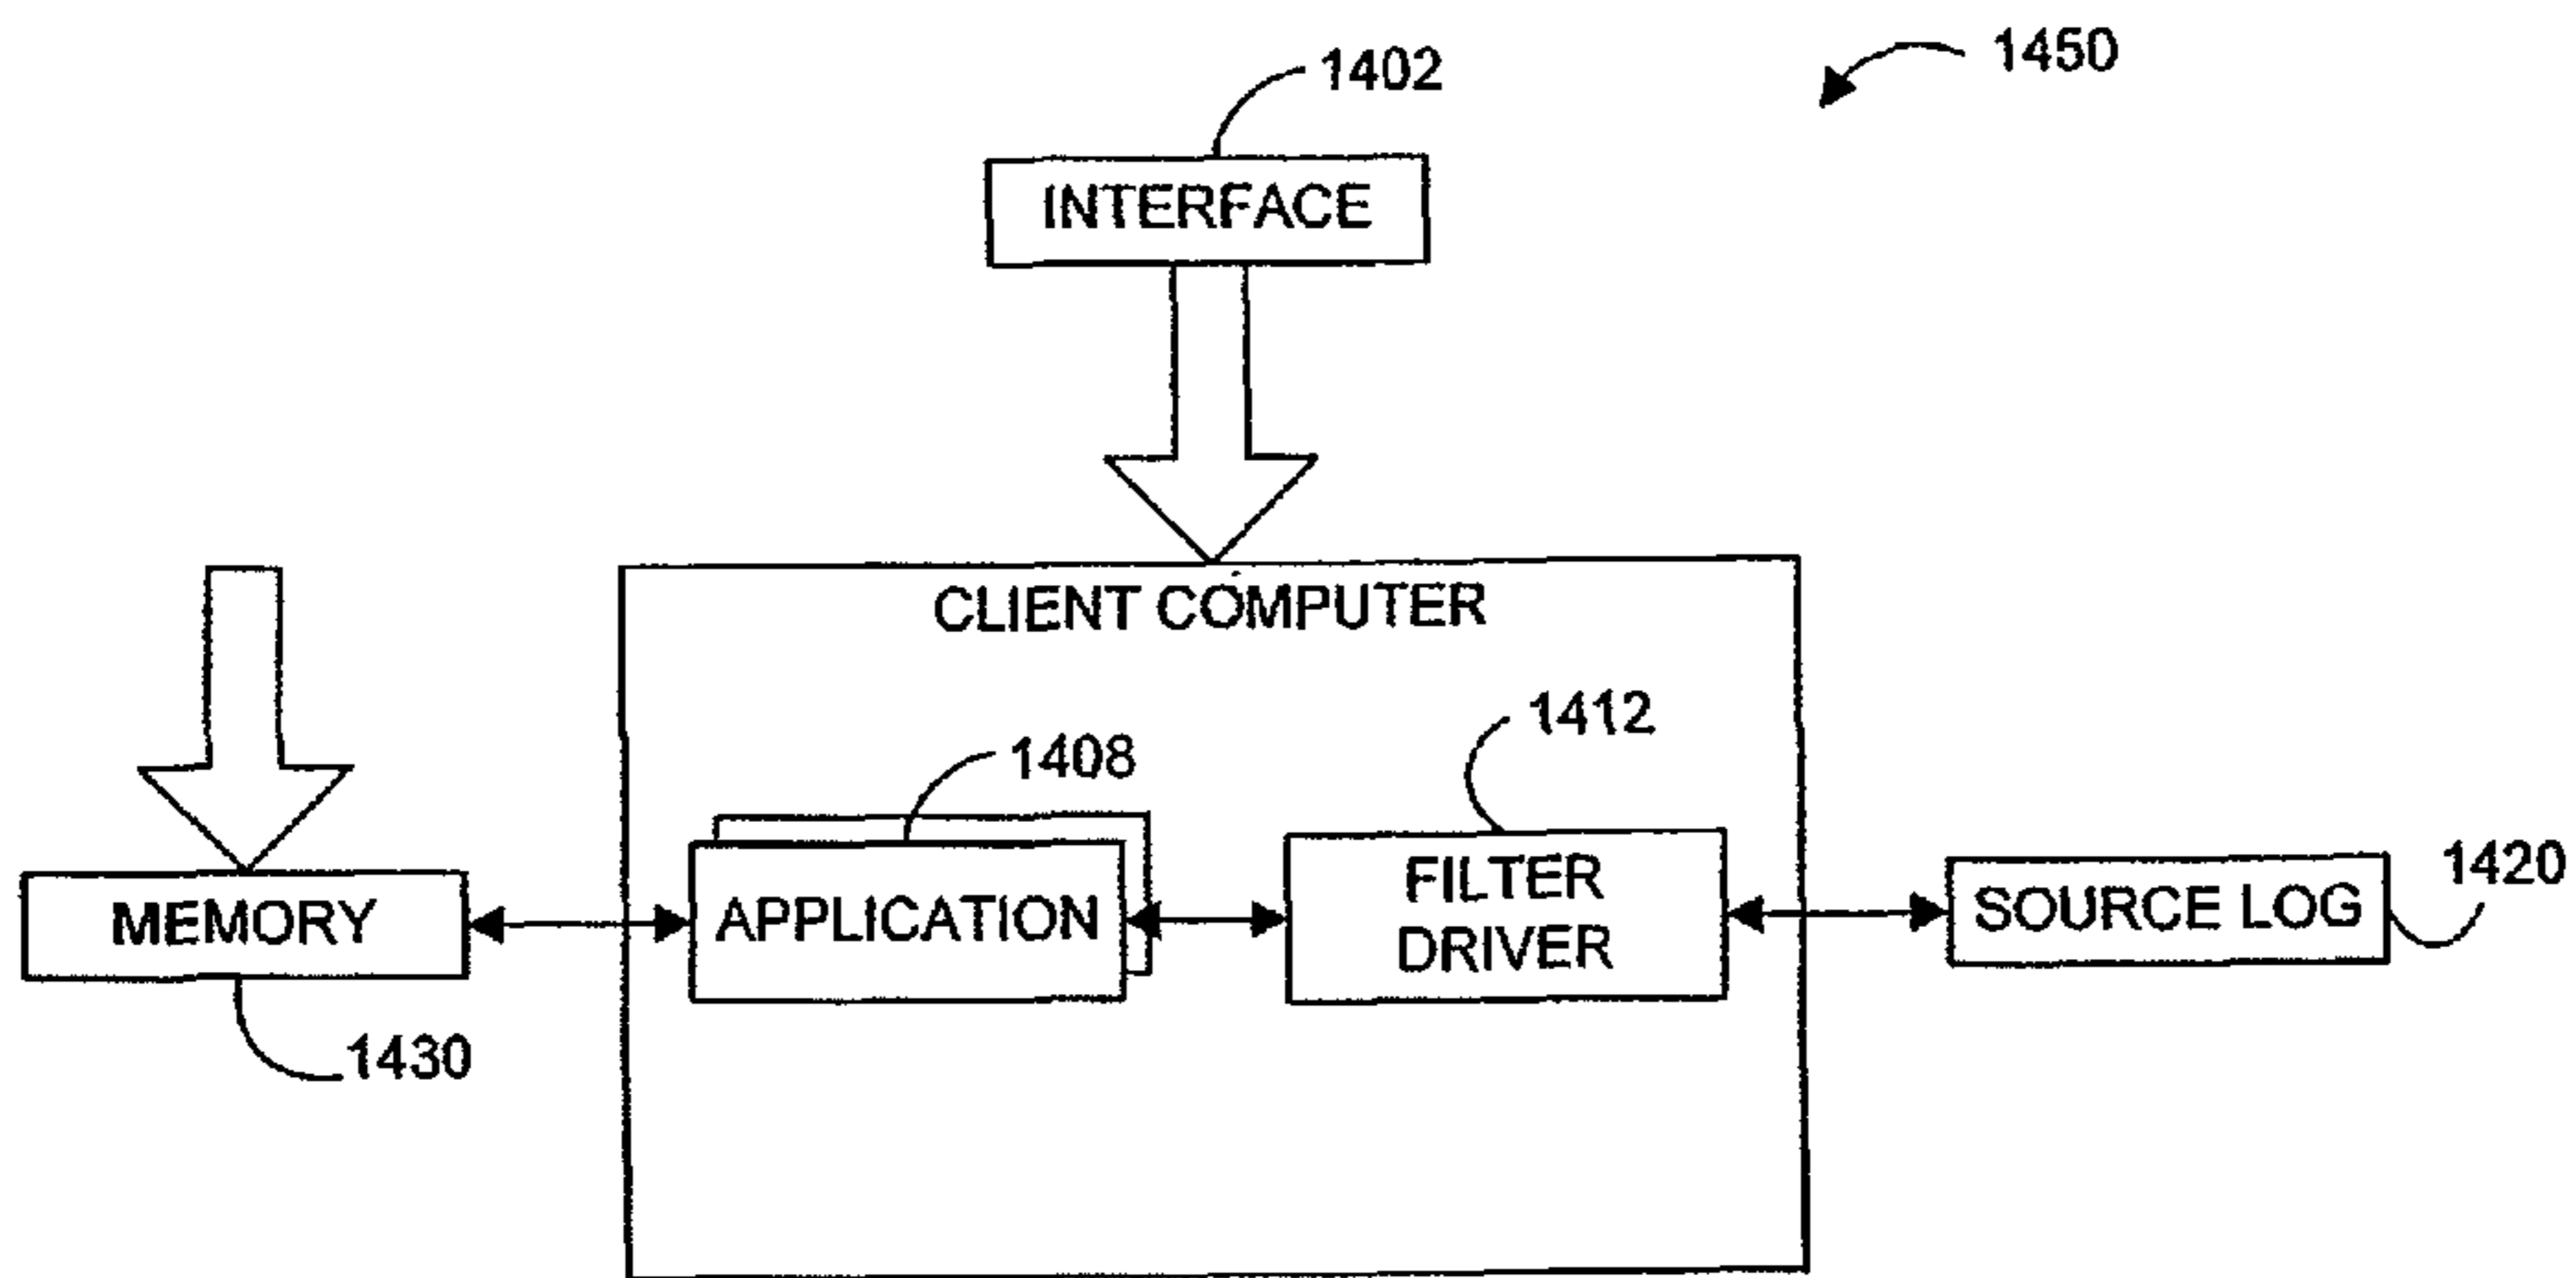 1450
1402
INTERFACE
CLIENT COMPUTER
1412
1408
FILTER
DRIVER
APPLICATION
MEMORY
SOURCE LOG
1420
1430